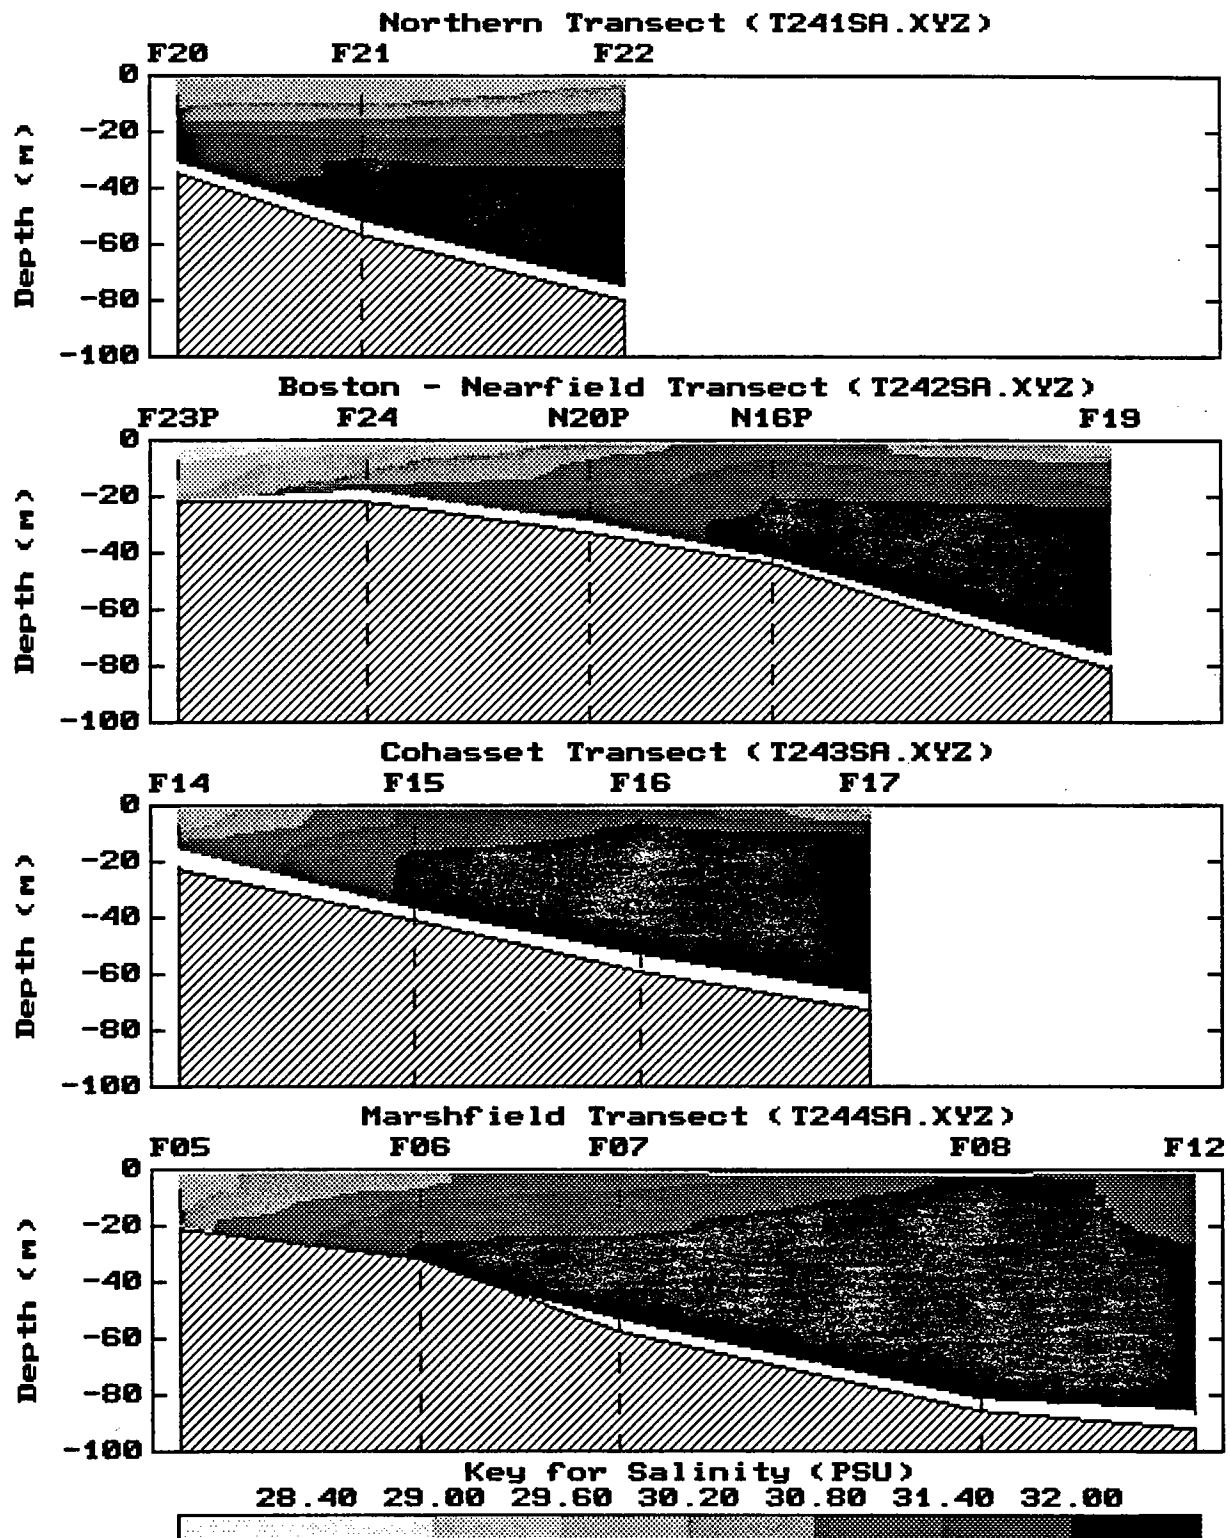 Northern Transect (T241SA.XYZ)
F20 F21 F22
0
-20
-40
-60
-80
-100
Depth (m)
Boston - Nearfield Transect (T242SA.XYZ)
F23P F24 N20P N16P F19
0
-20
-40
-60
-80
-100
Depth (m)
Cohasset Transect (T243SA.XYZ)
F14 F15 F16 F17
0
-20
-40
-60
-80
-100
Depth (m)
Marshfield Transect (T244SA.XYZ)
F05 F06 F07 F08 F12
0
-20
-40
-60
-80
-100
Depth (m)
Key for Salinity (PSU)
28.40 29.00 29.60 30.20 30.80 31.40 32.00